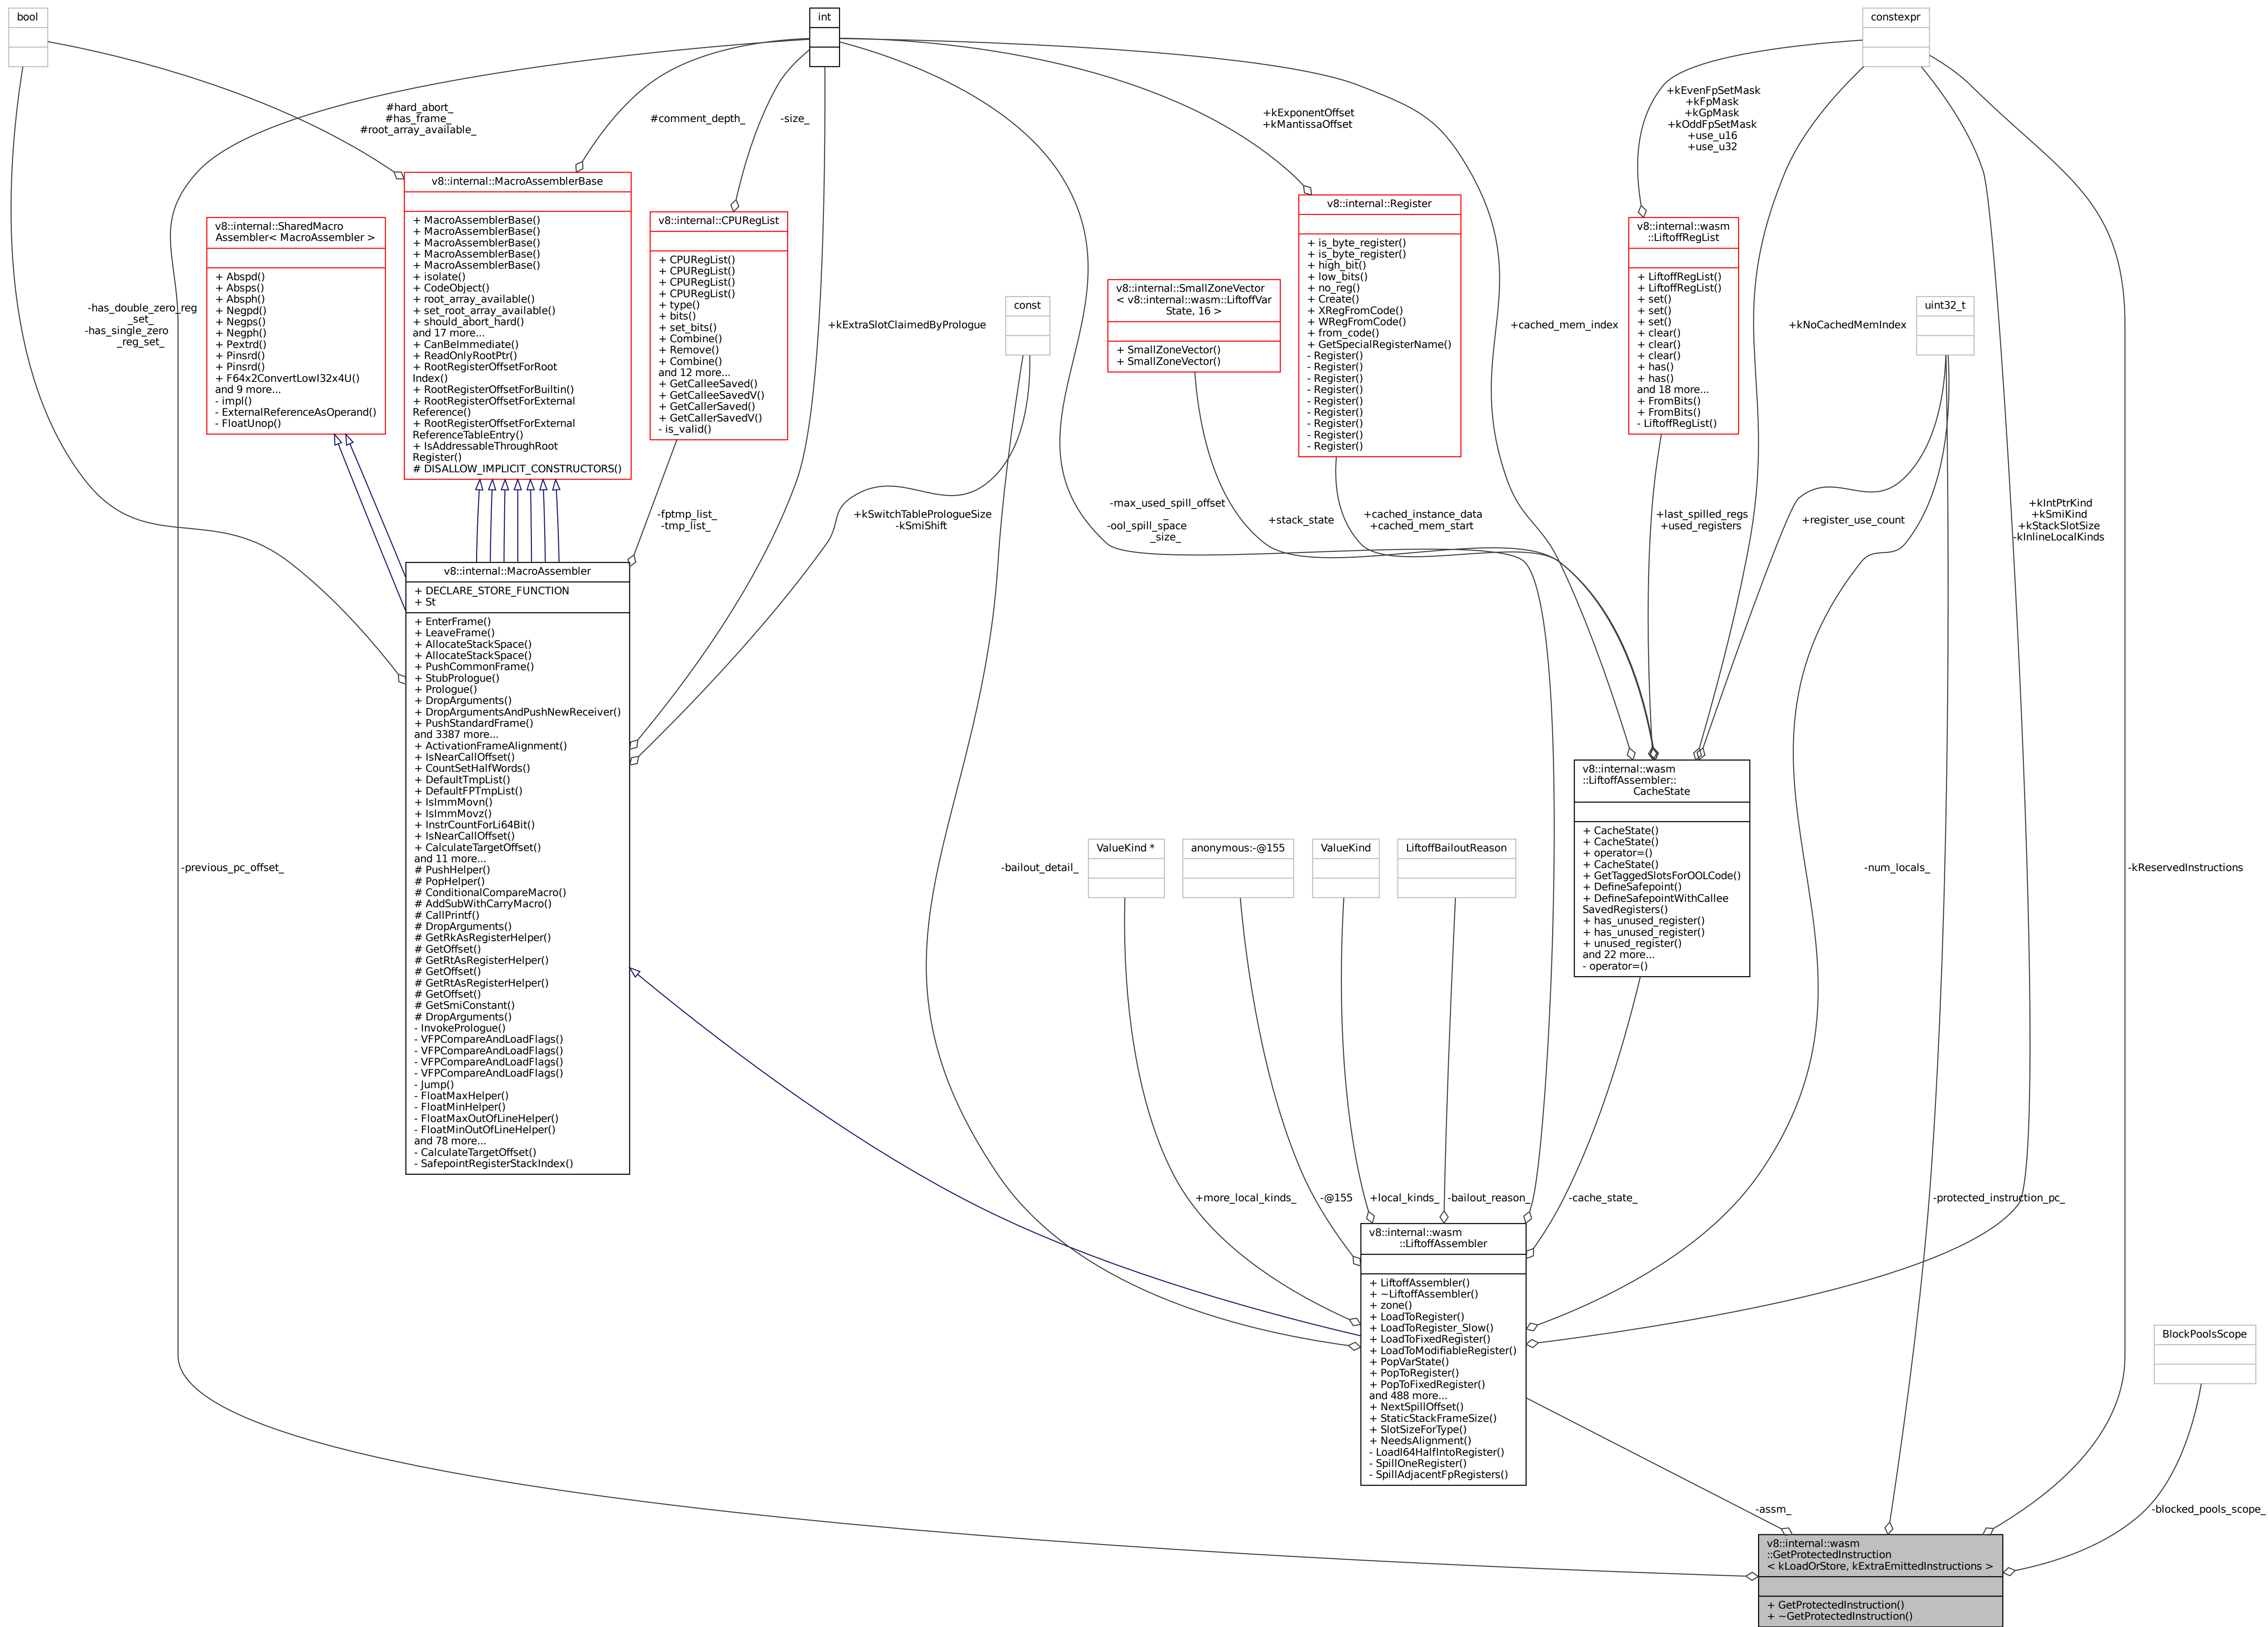 bool
int
constexpr
#hard_abort_
#has_frame_
#root_array_available_
#comment_depth_
-size_
+kExponentOffset
+kMantissaOffset
+kEvenFpSetMask
+kFpMask
+kGpMask
+kOddFpSetMask
+use_u16
+use_u32
v8::internal::SharedMacro
Assembler< MacroAssembler >
+ Abspd()
+ Absps()
+ Absph()
+ Negpd()
+ Negps()
+ Negph()
+ Pextrd()
+ Pinsrd()
+ Pinsrd()
+ F64x2ConvertLowI32x4U()
and 9 more...
- impl()
- ExternalReferenceAsOperand()
- FloatUnop()
v8::internal::MacroAssemblerBase
+ MacroAssemblerBase()
+ MacroAssemblerBase()
+ MacroAssemblerBase()
+ MacroAssemblerBase()
+ MacroAssemblerBase()
+ isolate()
+ CodeObject()
+ root_array_available()
+ set_root_array_available()
+ should_abort_hard()
and 17 more...
+ CanBeImmediate()
+ ReadOnlyRootPtr()
+ RootRegisterOffsetForRoot
Index()
+ RootRegisterOffsetForBuiltin()
+ RootRegisterOffsetForExternal
Reference()
+ RootRegisterOffsetForExternal
ReferenceTableEntry()
+ IsAddressableThroughRoot
Register()
# DISALLOW_IMPLICIT_CONSTRUCTORS()
v8::internal::CPURegList
+ CPURegList()
+ CPURegList()
+ CPURegList()
+ CPURegList()
+ type()
+ bits()
+ set_bits()
+ Combine()
+ Remove()
+ Combine()
and 12 more...
+ GetCalleeSaved()
+ GetCalleeSavedV()
+ GetCallerSaved()
+ GetCallerSavedV()
- is_valid()
v8::internal::SmallZoneVector
< v8::internal::wasm::LiftoffVar
State, 16 >
+ SmallZoneVector()
+ SmallZoneVector()
v8::internal::Register
+ is_byte_register()
+ is_byte_register()
+ high_bit()
+ low_bits()
+ no_reg()
+ Create()
+ XRegFromCode()
+ WRegFromCode()
+ from_code()
+ GetSpecialRegisterName()
- Register()
- Register()
- Register()
- Register()
- Register()
- Register()
- Register()
- Register()
- Register()
v8::internal::wasm
::LiftoffRegList
+ LiftoffRegList()
+ LiftoffRegList()
+ set()
+ set()
+ set()
+ clear()
+ clear()
+ clear()
+ has()
+ has()
and 18 more...
+ FromBits()
+ FromBits()
- LiftoffRegList()
const
uint32_t
-has_double_zero_reg
_set_
-has_single_zero
_reg_set_
+kExtraSlotClaimedByPrologue
+cached_mem_index
+kNoCachedMemIndex
-fptmp_list_
-tmp_list_
+kSwitchTablePrologueSize
-kSmiShift
-max_used_spill_offset
_
-ool_spill_space
_size_
+stack_state
+cached_instance_data
+cached_mem_start
+last_spilled_regs
+used_registers
+register_use_count
+kIntPtrKind
+kSmiKind
+kStackSlotSize
-kInlineLocalKinds
v8::internal::MacroAssembler
+ DECLARE_STORE_FUNCTION
+ St
+ EnterFrame()
+ LeaveFrame()
+ AllocateStackSpace()
+ AllocateStackSpace()
+ PushCommonFrame()
+ StubPrologue()
+ Prologue()
+ DropArguments()
+ DropArgumentsAndPushNewReceiver()
+ PushStandardFrame()
and 3387 more...
+ ActivationFrameAlignment()
+ IsNearCallOffset()
+ CountSetHalfWords()
+ DefaultTmpList()
+ DefaultFPTmpList()
+ IsImmMovn()
+ IsImmMovz()
+ InstrCountForLi64Bit()
+ IsNearCallOffset()
+ CalculateTargetOffset()
and 11 more...
# PushHelper()
# PopHelper()
# ConditionalCompareMacro()
# AddSubWithCarryMacro()
# CallPrintf()
# DropArguments()
# GetRkAsRegisterHelper()
# GetOffset()
# GetRtAsRegisterHelper()
# GetOffset()
# GetRtAsRegisterHelper()
# GetOffset()
# GetSmiConstant()
# DropArguments()
- InvokePrologue()
- VFPCompareAndLoadFlags()
- VFPCompareAndLoadFlags()
- VFPCompareAndLoadFlags()
- VFPCompareAndLoadFlags()
- Jump()
- FloatMaxHelper()
- FloatMinHelper()
- FloatMaxOutOfLineHelper()
- FloatMinOutOfLineHelper()
and 78 more...
- CalculateTargetOffset()
- SafepointRegisterStackIndex()
v8::internal::wasm
::LiftoffAssembler::
CacheState
+ CacheState()
+ CacheState()
+ operator=()
+ CacheState()
+ GetTaggedSlotsForOOLCode()
+ DefineSafepoint()
+ DefineSafepointWithCallee
SavedRegisters()
+ has_unused_register()
+ has_unused_register()
+ unused_register()
and 22 more...
- operator=()
-previous_pc_offset_
-bailout_detail_
ValueKind *
anonymous:-@155
ValueKind
LiftoffBailoutReason
-num_locals_
-kReservedInstructions
+more_local_kinds_
-@155
+local_kinds_
-bailout_reason_
-cache_state_
-protected_instruction_pc_
v8::internal::wasm
::LiftoffAssembler
+ LiftoffAssembler()
+ ~LiftoffAssembler()
+ zone()
+ LoadToRegister()
+ LoadToRegister_Slow()
+ LoadToFixedRegister()
+ LoadToModifiableRegister()
+ PopVarState()
+ PopToRegister()
+ PopToFixedRegister()
and 488 more...
+ NextSpillOffset()
+ StaticStackFrameSize()
+ SlotSizeForType()
+ NeedsAlignment()
- LoadI64HalfIntoRegister()
- SpillOneRegister()
- SpillAdjacentFpRegisters()
BlockPoolsScope
-assm_
-blocked_pools_scope_
v8::internal::wasm
::GetProtectedInstruction
< kLoadOrStore, kExtraEmittedInstructions >
+ GetProtectedInstruction()
+ ~GetProtectedInstruction()